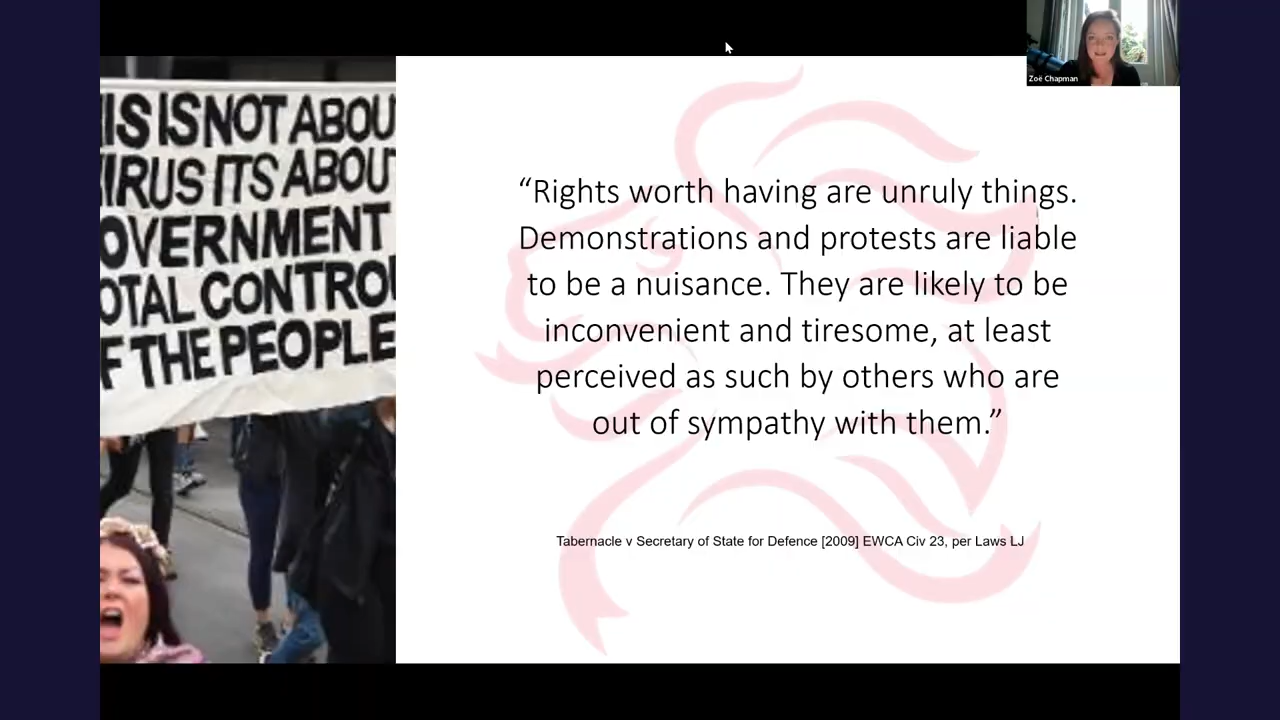 IS IS NOT ABOU
IRUS ITS ABOUT
OVERNMENT
OTAL CONTROL
F THE PEOPLE
“Rights worth having are unruly things.
Demonstrations and protests are liable
to be a nuisance. They are likely to be
inconvenient and tiresome, at least
perceived as such by others who are
out of sympathy with them.”
Tabernacle v Secretary of State for Defence [2009] EWCA Civ 23, per Laws LJ
Zoë Chapman